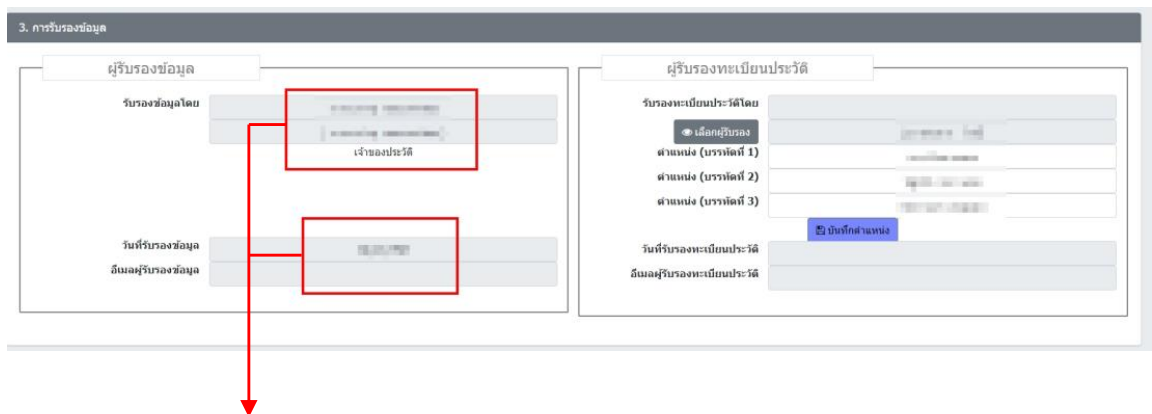 3. การรับรองข้อมูล
ผู้รับรองข้อมูล
รับรองข้อมูลโดย
เจ้าของประวัติ
วันที่รับรองข้อมูล
อีเมลผู้รับรองข้อมูล
ผู้รับรองทะเบียนประวัติ
รับรองทะเบียนประวัติโดย
เลือกผู้รับรอง
ตำแหน่ง (บรรทัดที่ 1)
ตำแหน่ง (บรรทัดที่ 2)
ตำแหน่ง (บรรทัดที่ 3)
บันทึกตำแหน่ง
วันที่รับรองทะเบียนประวัติ
อีเมลผู้รับรองทะเบียนประวัติ